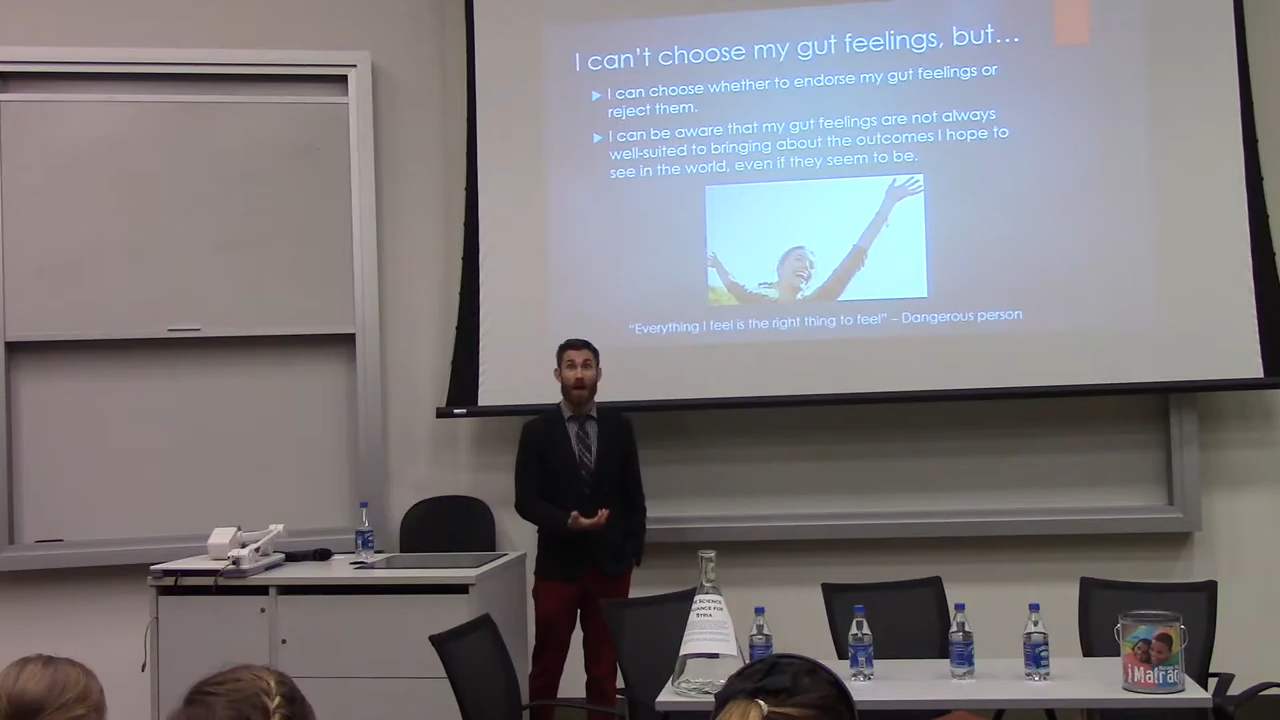 I can't choose my gut feelings, but…
I can choose whether to endorse my gut feelings or
reject them.
I can be aware that my gut feelings are not always
well-suited to bringing about the outcomes I hope to
see in the world, even if they seem to be.
"Everything I feel is the right thing to feel" – Dangerous person
Science
for
Syria